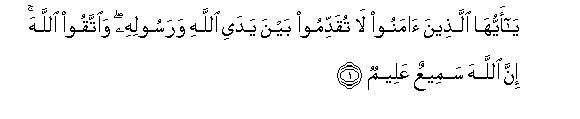 يَـٰٓأَيُّهَا ٱلَّذِينَ ءَامَنُوا۟ لَا تُقَدِّمُوا۟ بَيْنَ يَدَىِ ٱللَّهِ وَرَسُولِهِۦ ۖ وَٱتَّقُوا۟ ٱللَّهَ ۚ
إِنَّ ٱللَّهَ سَمِيعٌ عَلِيمٌ ۝١